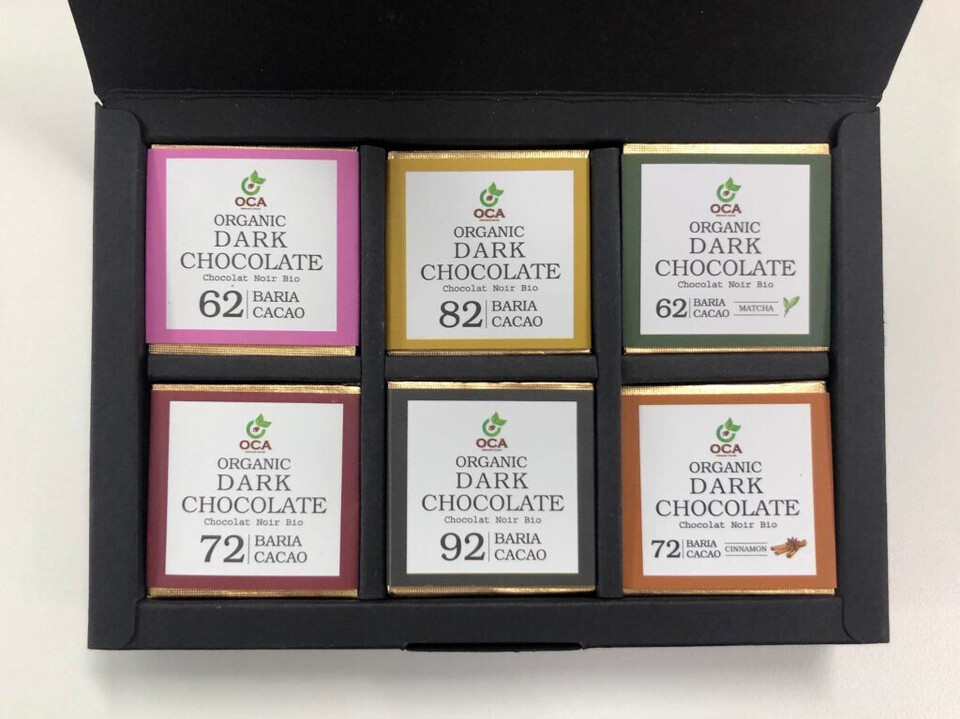 OCA
ORGANIC
DARK
CHOCOLATE
Chocolat Noir Bio
62 BARIA CACAO
OCA
ORGANIC
DARK
CHOCOLATE
Chocolat Noir Bio
82 BARIA CACAO
OCA
ORGANIC
DARK
CHOCOLATE
Chocolat Noir Bio
62 BARIA CACAO MATCHA
OCA
ORGANIC
DARK
CHOCOLATE
Chocolat Noir Bio
72 BARIA CACAO
OCA
ORGANIC
DARK
CHOCOLATE
Chocolat Noir Bio
92 BARIA CACAO
OCA
ORGANIC
DARK
CHOCOLATE
Chocolat Noir Bio
72 BARIA CACAO CINNAMON